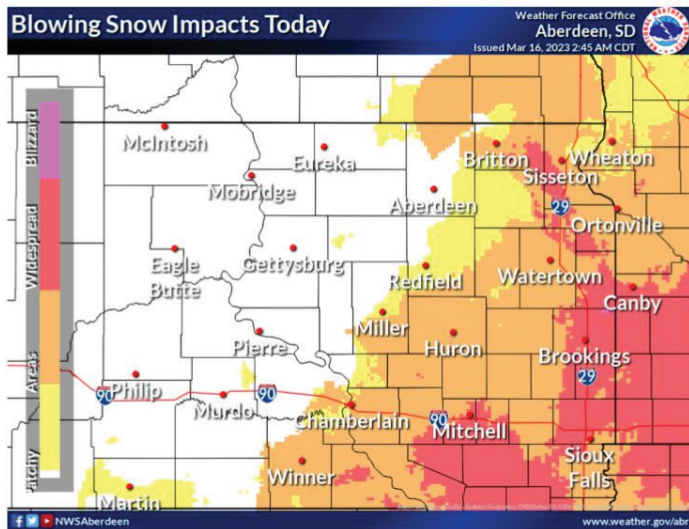 Blowing Snow Impacts Today
Weather Forecast Office
Aberdeen, SD
Issued Mar 16, 2023 2:45 AM CDT
Blizzard
Widespread
Areas
Patchy
McIntosh
Eureka
Mobridge
Britton
Wheaton
Sisseton
Aberdeen
29
Ortonville
Eagle
Butte
Gettysburg
Redfield
Watertown
Canby
Miller
Pierre
Huron
Brookings
Philip
90
Murdo
90
29
Chamberlain
90
Mitchell
Winner
Sioux
Falls
Martin
NWSAberdeen
www.weather.gov/abr